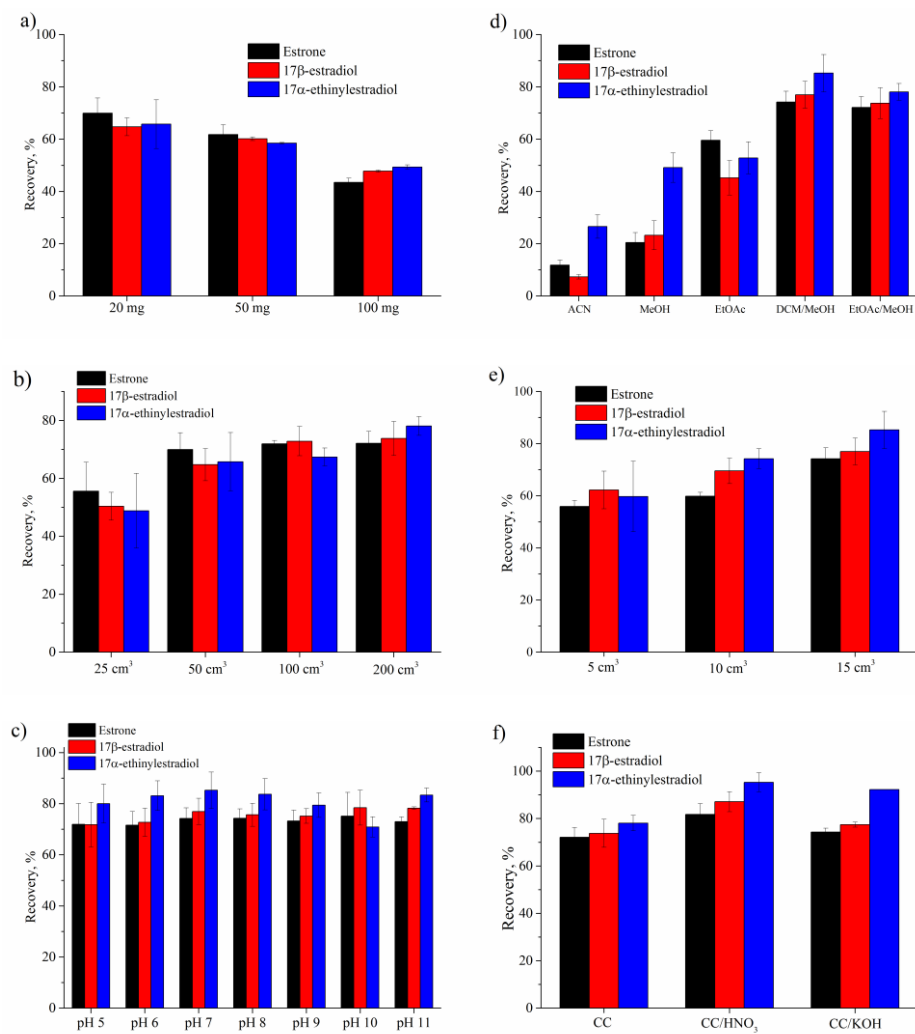 a)
100
80
60
40
20
0
Recovery, %
Estrone
17β-estradiol
17α-ethinylestradiol
20 mg 50 mg 100 mg
d)
100
80
60
40
20
0
Recovery, %
Estrone
17β-estradiol
17α-ethinylestradiol
ACN MeOH EtOAc DCM/MeOH EtOAc/MeOH
b)
80
60
40
20
0
Recovery, %
Estrone
17β-estradiol
17α-ethinylestradiol
25 cm³ 50 cm³ 100 cm³ 200 cm³
e)
100
80
60
40
20
0
Recovery, %
Estrone
17β-estradiol
17α-ethinylestradiol
5 cm³ 10 cm³ 15 cm³
c)
100
80
60
40
20
0
Recovery, %
Estrone
17β-estradiol
17α-ethinylestradiol
pH 5 pH 6 pH 7 pH 8 pH 9 pH 10 pH 11
f)
100
80
60
40
20
0
Recovery, %
Estrone
17β-estradiol
17α-ethinylestradiol
CC CC/HNO₃ CC/KOH